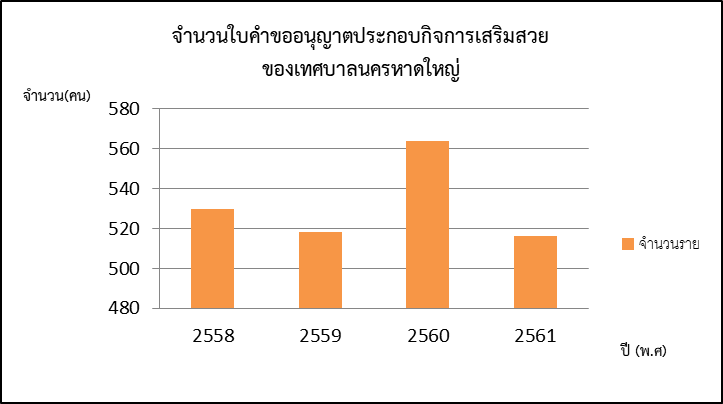 จำนวนใบคำขออนุญาตประกอบกิจการเสริมสวย
ของเทศบาลนครหาดใหญ่
จำนวน(คน)
580
560
540
520
500
480
2558 2559 2560 2561
จำนวนราย
ปี (พ.ศ)